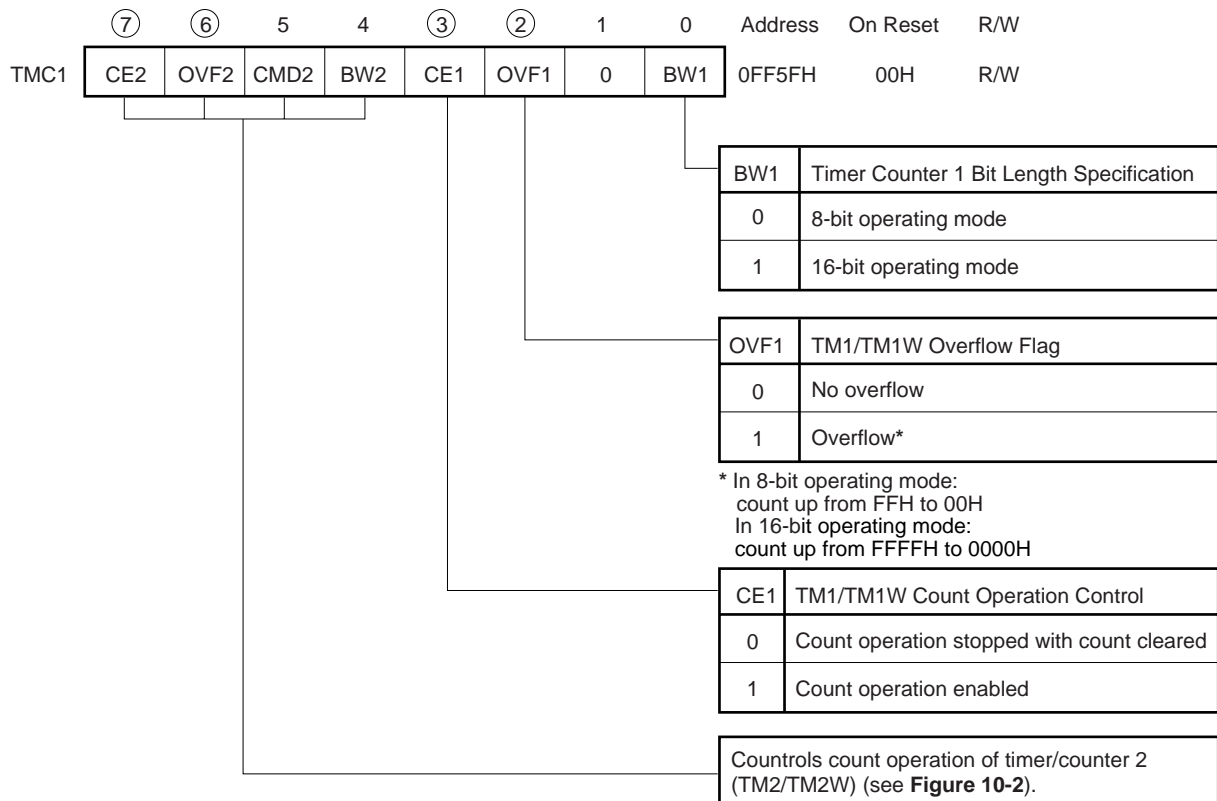 ⑦ ⑥ 5 4 ③ ② 1 0 Address On Reset R/W
TMC1 CE2 OVF2 CMD2 BW2 CE1 OVF1 0 BW1 0FF5FH 00H R/W
BW1 Timer Counter 1 Bit Length Specification
0 8-bit operating mode
1 16-bit operating mode
OVF1 TM1/TM1W Overflow Flag
0 No overflow
1 Overflow*
* In 8-bit operating mode:
count up from FFH to 00H
In 16-bit operating mode:
count up from FFFFH to 0000H
CE1 TM1/TM1W Count Operation Control
0 Count operation stopped with count cleared
1 Count operation enabled
Countrols count operation of timer/counter 2
(TM2/TM2W) (see Figure 10-2).